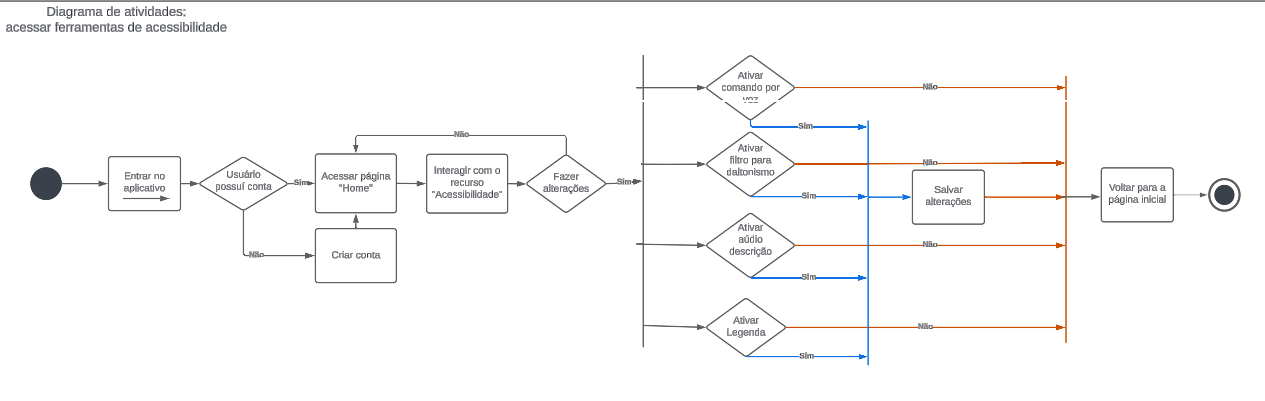 Diagrama de atividades:
acessar ferramentas de acessibilidade
Entrar no
aplicativo
Usuário
possuí conta
Sim
Não
Criar conta
Acessar página
"Home"
Não
Interagir com o
recurso
"Acessibilidade"
Fazer
alterações
Sim
Ativar
comando por
voz
Não
Sim
Ativar
filtro para
daltonismo
Não
Sim
Salvar
alterações
Ativar
aúdio
descrição
Não
Sim
Ativar
Legenda
Não
Sim
Voltar para a
página inicial